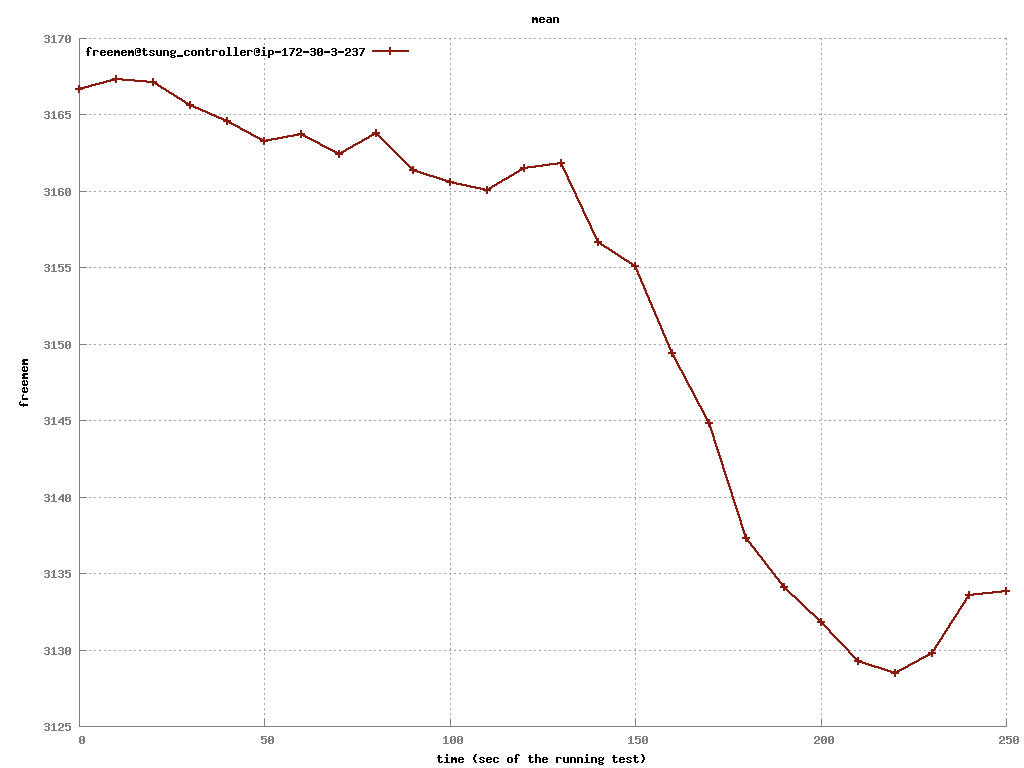 mean
3170
freemem@tsung_controller@ip-172-30-3-237
3165
3160
3155
3150
freemem
3145
3140
3135
3130
3125
0 50 100 150 200 250
time (sec of the running test)